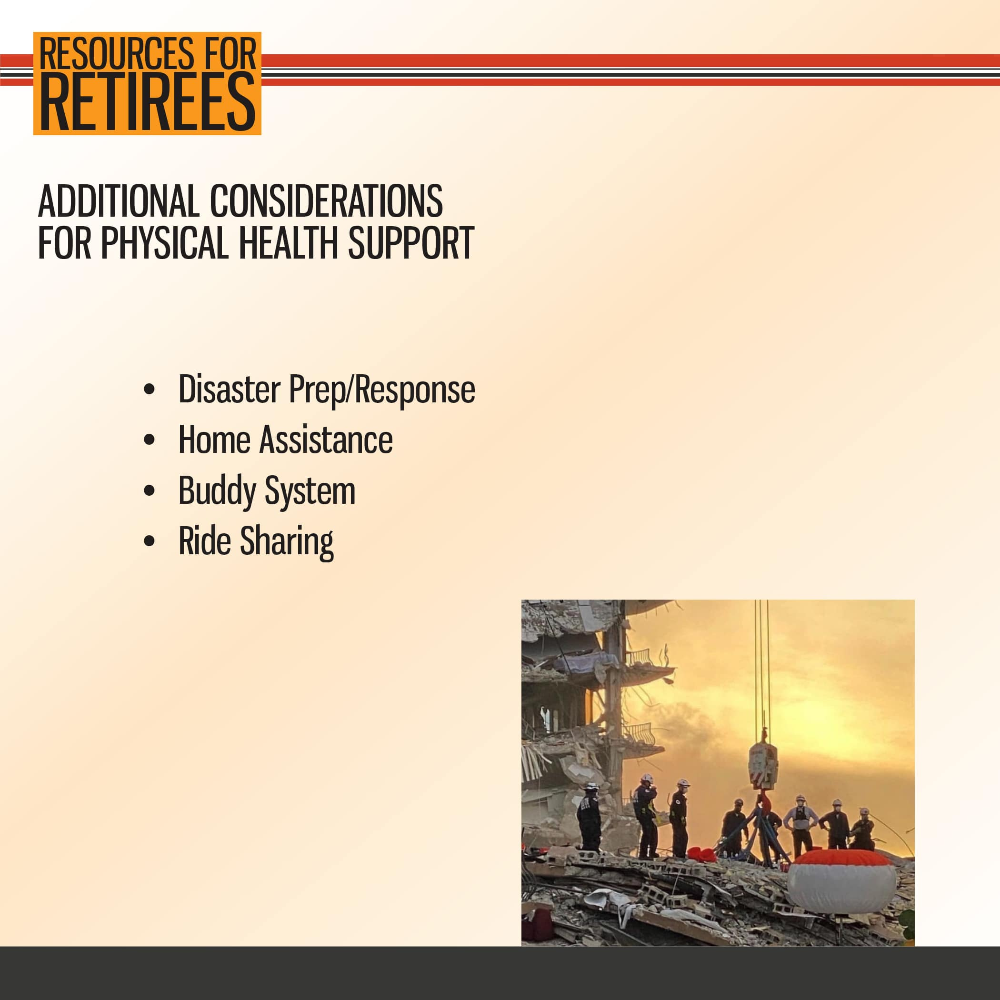 RESOURCES FOR
RETIREES
ADDITIONAL CONSIDERATIONS
FOR PHYSICAL HEALTH SUPPORT
• Disaster Prep/Response
• Home Assistance
• Buddy System
• Ride Sharing